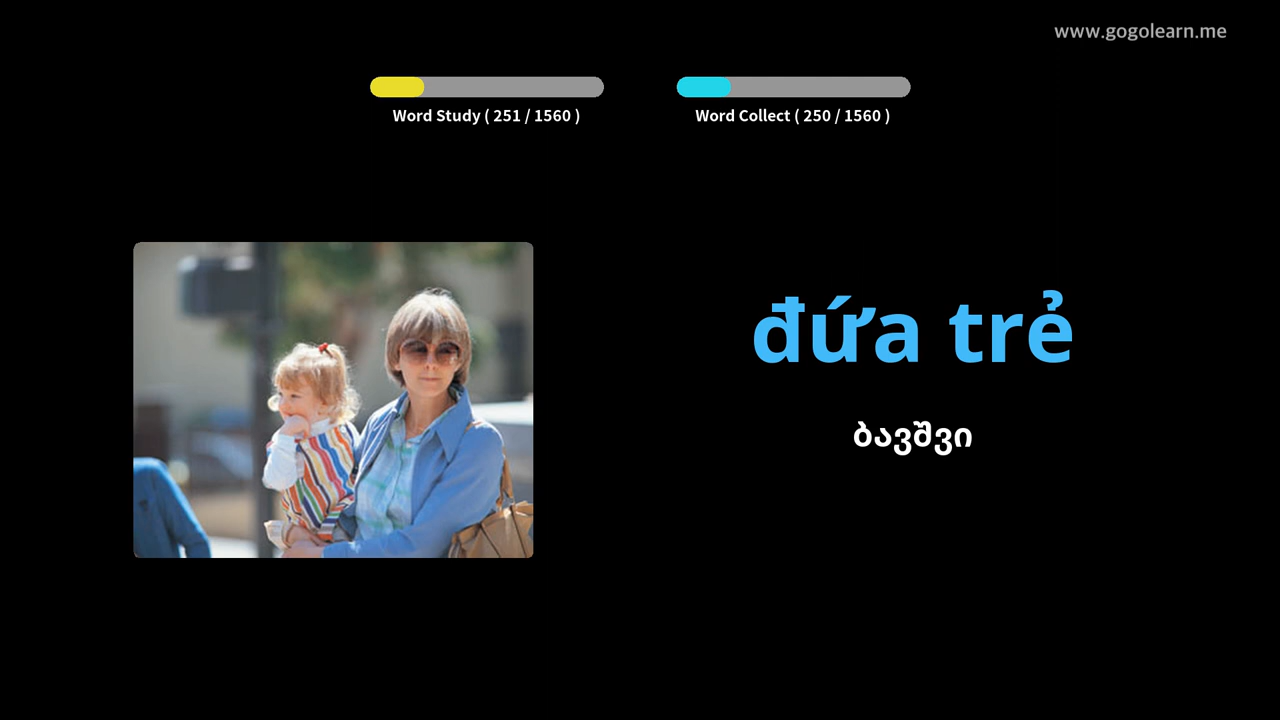 www.gogolearn.me
Word Study ( 251 / 1560 )
Word Collect ( 250 / 1560 )
đứa trẻ
ბავშვი